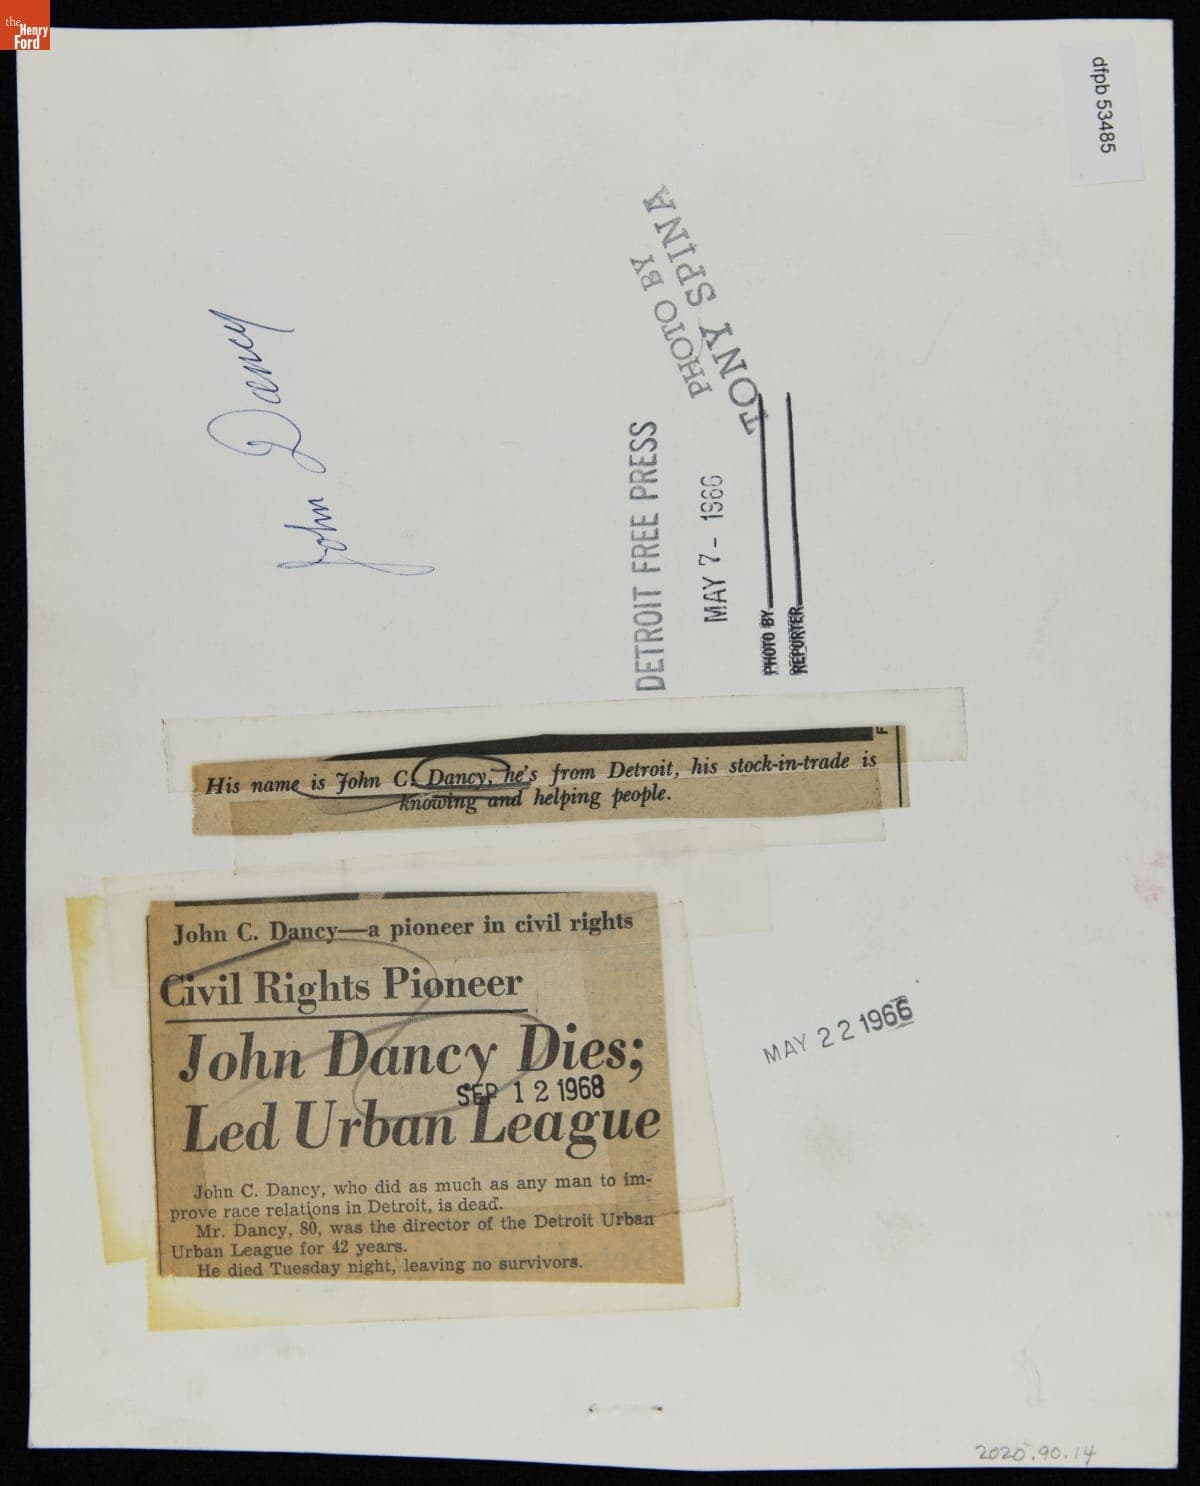 the
Henry
Ford
dfpb 53485
John Dancy
PHOTO BY
TONY SPINA
DETROIT FREE PRESS
MAY 7 - 1966
PHOTO BY
REPORTER
F
His name is John C. Dancy, he's from Detroit, his stock-in-trade is
knowing and helping people.
John C. Dancy—a pioneer in civil rights
Civil Rights Pioneer
John Dancy Dies;
SEP 12 1968
Led Urban League
John C. Dancy, who did as much as any man to im-
prove race relations in Detroit, is dead.
Mr. Dancy, 80, was the director of the Detroit Urban
Urban League for 42 years.
He died Tuesday night, leaving no survivors.
MAY 22 1966
2020.90.14